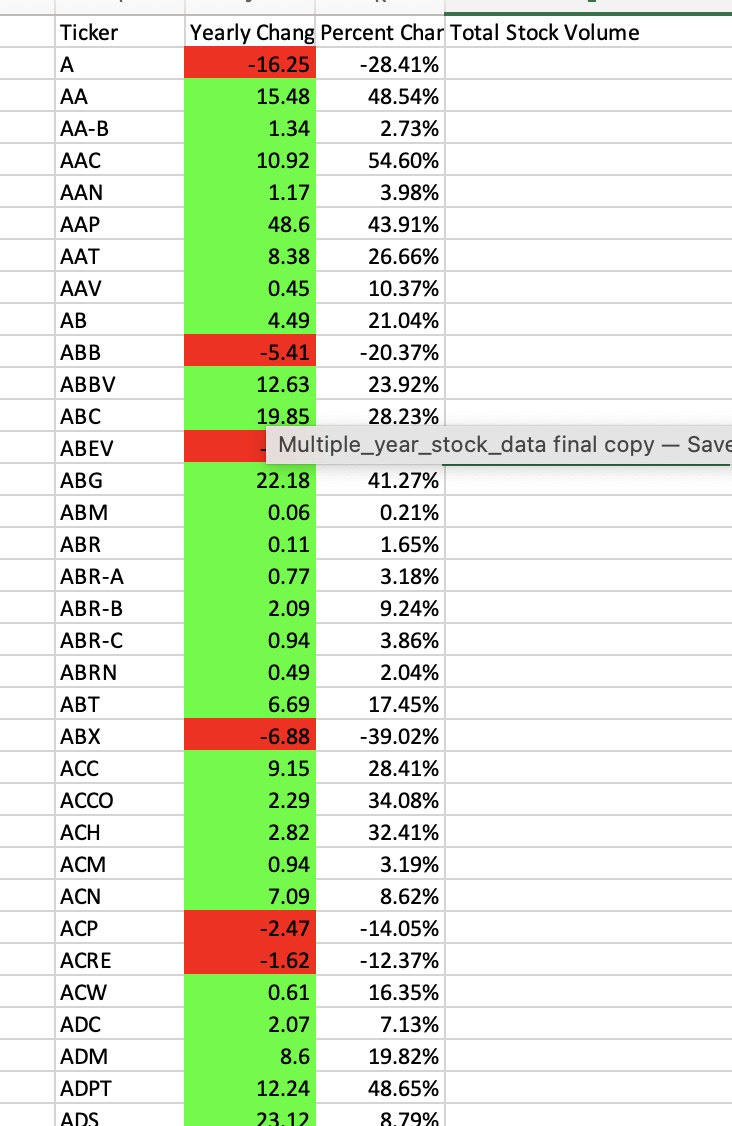 Ticker Yearly Chang Percent Char Total Stock Volume
A -16.25 -28.41%
AA 15.48 48.54%
AA-B 1.34 2.73%
AAC 10.92 54.60%
AAN 1.17 3.98%
AAP 48.6 43.91%
AAT 8.38 26.66%
AAV 0.45 10.37%
AB 4.49 21.04%
ABB -5.41 -20.37%
ABBV 12.63 23.92%
ABC 19.85 28.23%
ABEV - Multiple_year_stock_data final copy — Save
ABG 22.18 41.27%
ABM 0.06 0.21%
ABR 0.11 1.65%
ABR-A 0.77 3.18%
ABR-B 2.09 9.24%
ABR-C 0.94 3.86%
ABRN 0.49 2.04%
ABT 6.69 17.45%
ABX -6.88 -39.02%
ACC 9.15 28.41%
ACCO 2.29 34.08%
ACH 2.82 32.41%
ACM 0.94 3.19%
ACN 7.09 8.62%
ACP -2.47 -14.05%
ACRE -1.62 -12.37%
ACW 0.61 16.35%
ADC 2.07 7.13%
ADM 8.6 19.82%
ADPT 12.24 48.65%
ADS 23.12 8.79%